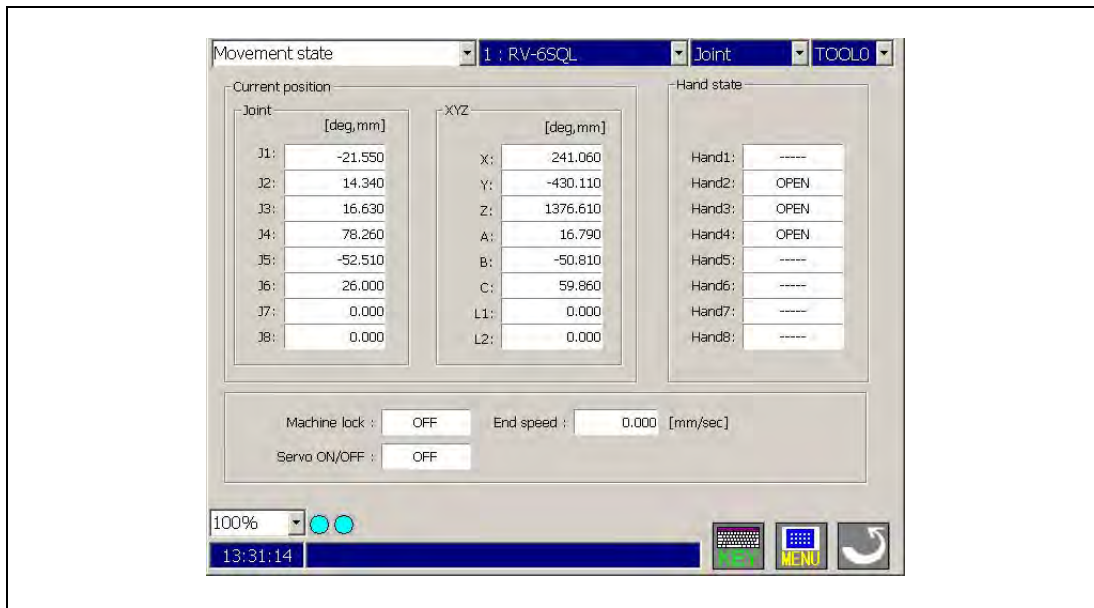 Movement state 1 : RV-6SQL Joint TOOL0
Current position Hand state
Joint XYZ
[deg,mm] [deg,mm]
J1: -21.550 X: 241.060 Hand1: -----
J2: 14.340 Y: -430.110 Hand2: OPEN
J3: 16.630 Z: 1376.610 Hand3: OPEN
J4: 78.260 A: 16.790 Hand4: OPEN
J5: -52.510 B: -50.810 Hand5: -----
J6: 26.000 C: 59.860 Hand6: -----
J7: 0.000 L1: 0.000 Hand7: -----
J8: 0.000 L2: 0.000 Hand8: -----
Machine lock : OFF End speed : 0.000 [mm/sec]
Servo ON/OFF : OFF
100%
13:31:14 KEY MENU